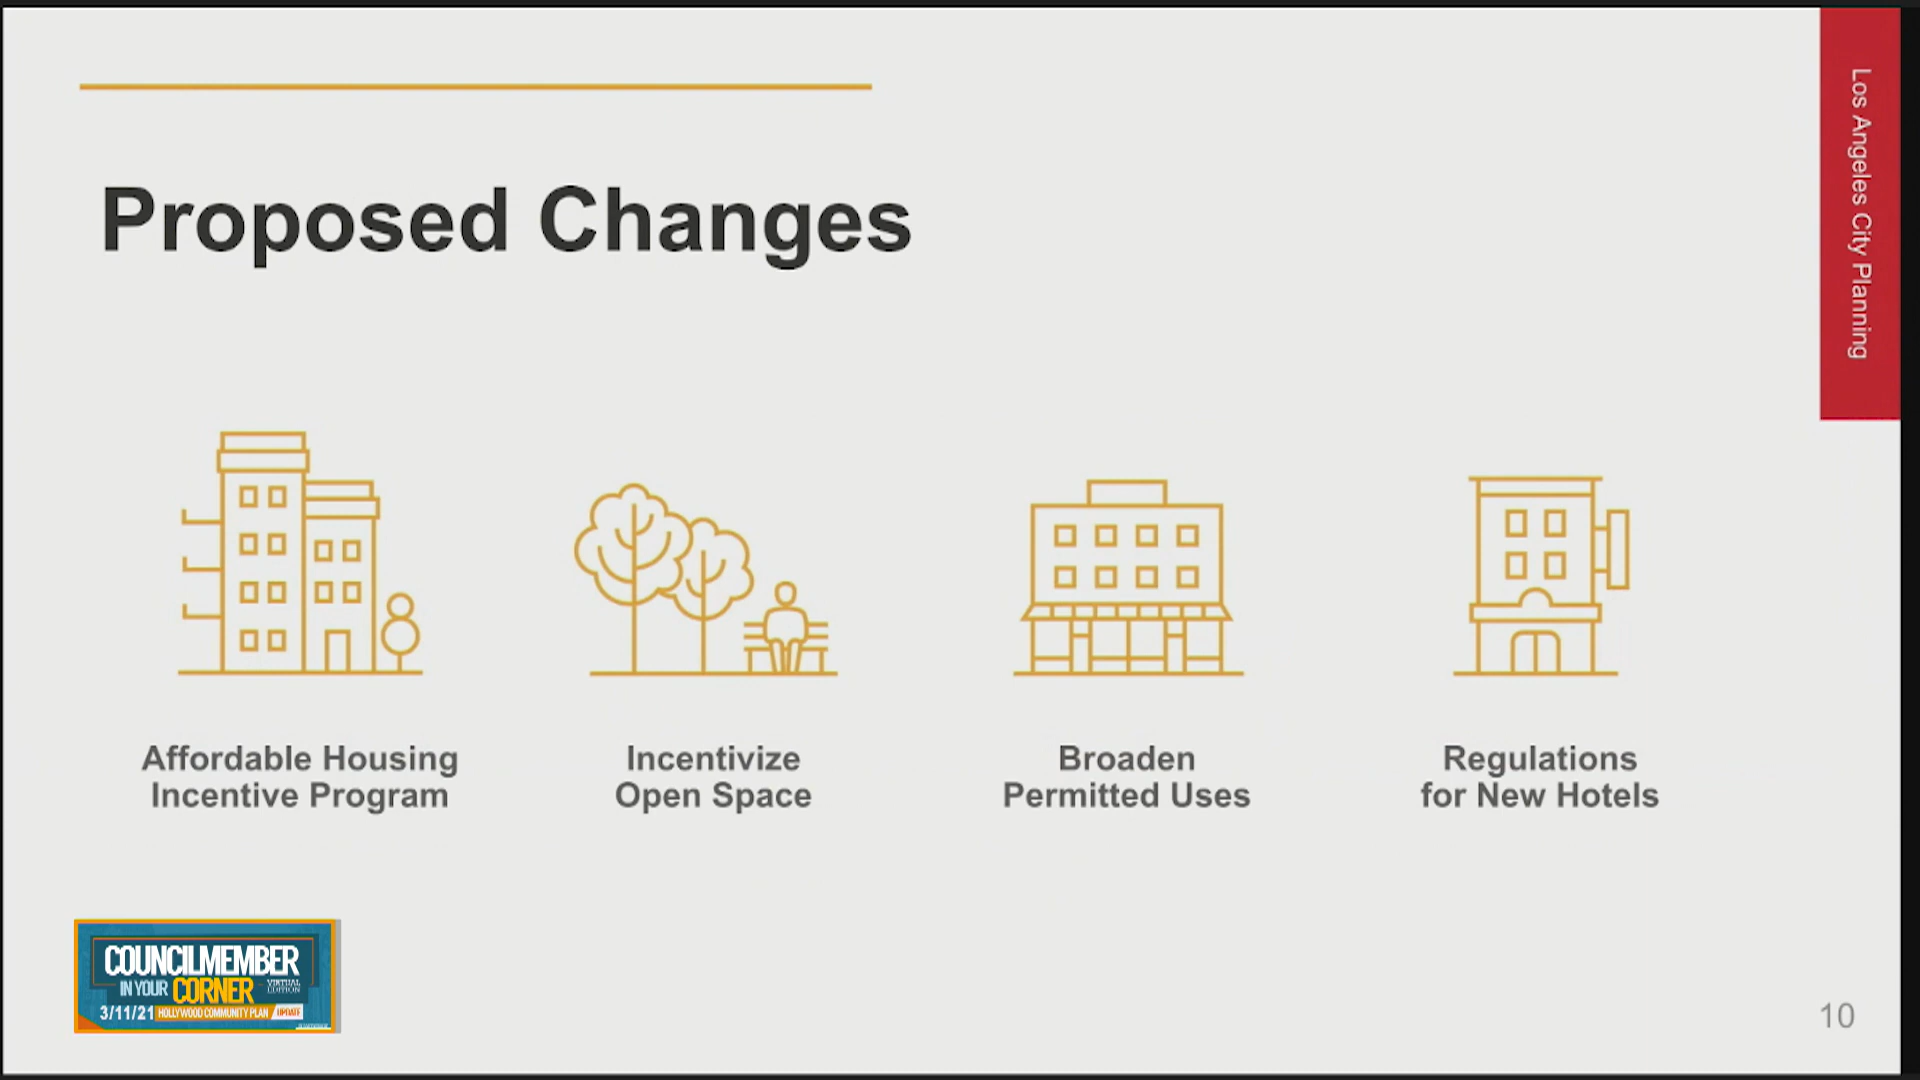 Los Angeles City Planning
Proposed Changes
Affordable Housing
Incentive Program
Incentivize
Open Space
Broaden
Permitted Uses
Regulations
for New Hotels
COUNCILMEMBER
IN YOUR CORNER VIRTUAL EDITION
3/11/21 HOLLYWOOD COMMUNITY PLAN UPDATE
10